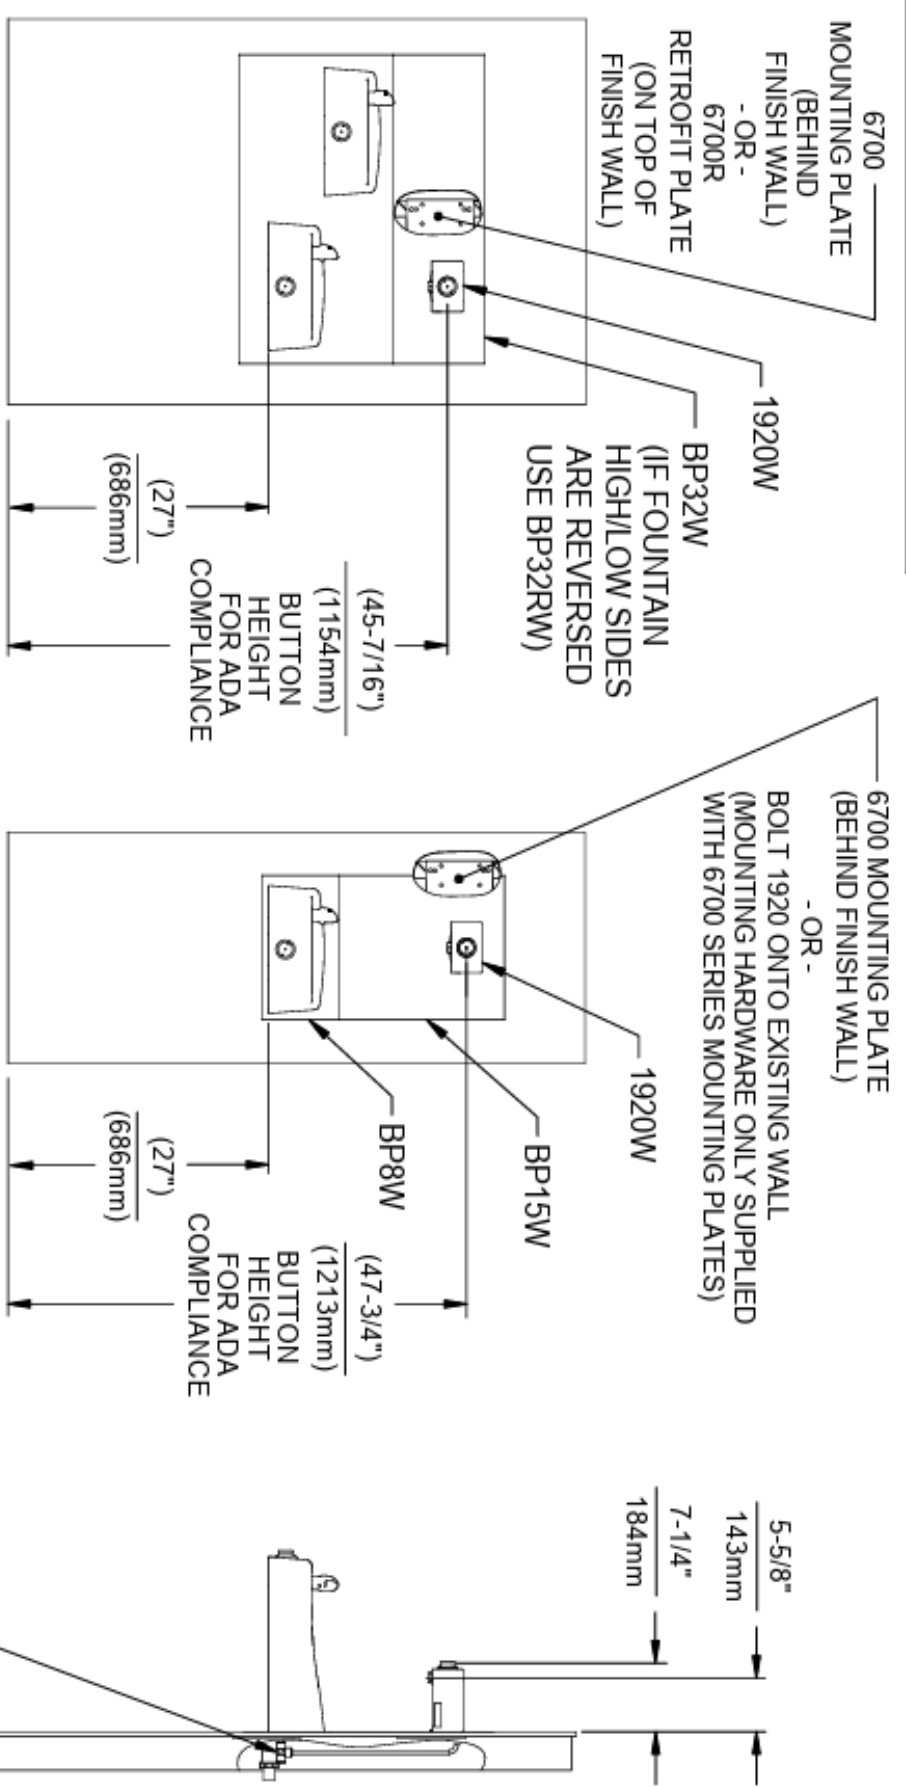 6700
MOUNTING PLATE
(BEHIND
FINISH WALL)
- OR -
6700R
RETROFIT PLATE
(ON TOP OF
FINISH WALL)
1920W
BP32W
(IF FOUNTAIN
HIGH/LOW SIDES
ARE REVERSED
USE BP32RW)
(27")
(686mm)
(45-7/16")
(1154mm)
BUTTON
HEIGHT
FOR ADA
COMPLIANCE
6700 MOUNTING PLATE
(BEHIND FINISH WALL)
- OR -
BOLT 1920 ONTO EXISTING WALL
(MOUNTING HARDWARE ONLY SUPPLIED
WITH 6700 SERIES MOUNTING PLATES)
1920W
BP15W
BP8W
(27")
(686mm)
(47-3/4")
(1213mm)
BUTTON
HEIGHT
FOR ADA
COMPLIANCE
5-5/8"
143mm
7-1/4"
184mm